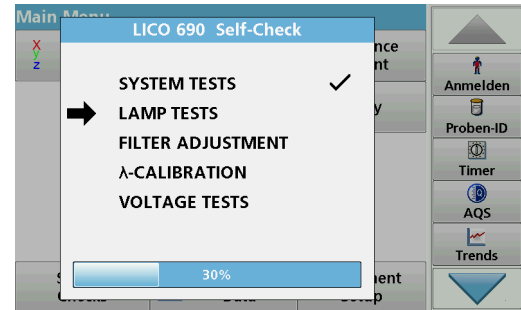 Main Menu
LICO 690 Self-Check
X
y
z
SYSTEM TESTS
LAMP TESTS
FILTER ADJUSTMENT
λ-CALIBRATION
VOLTAGE TESTS
30%
Anmelden
Proben-ID
Timer
AQS
Trends